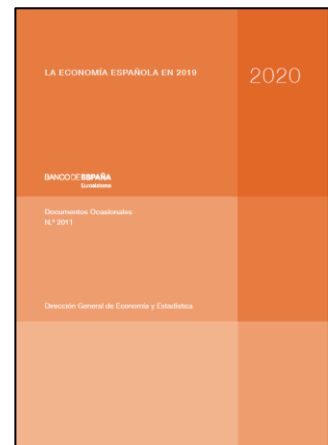 LA ECONOMÍA ESPAÑOLA EN 2019
2020
BANCO DE ESPAÑA
Eurosistema
Documentos Ocasionales
N.º 2011
Dirección General de Economía y Estadística